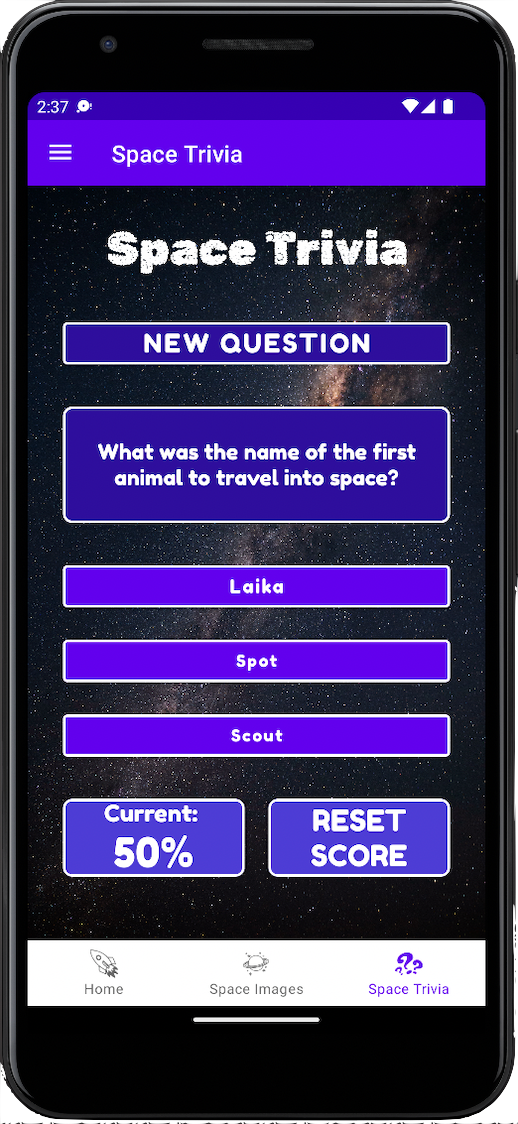 2:37
Space Trivia
Space Trivia
NEW QUESTION
What was the name of the first
animal to travel into space?
Laika
Spot
Scout
Current:
50%
RESET
SCORE
Home
Space Images
Space Trivia